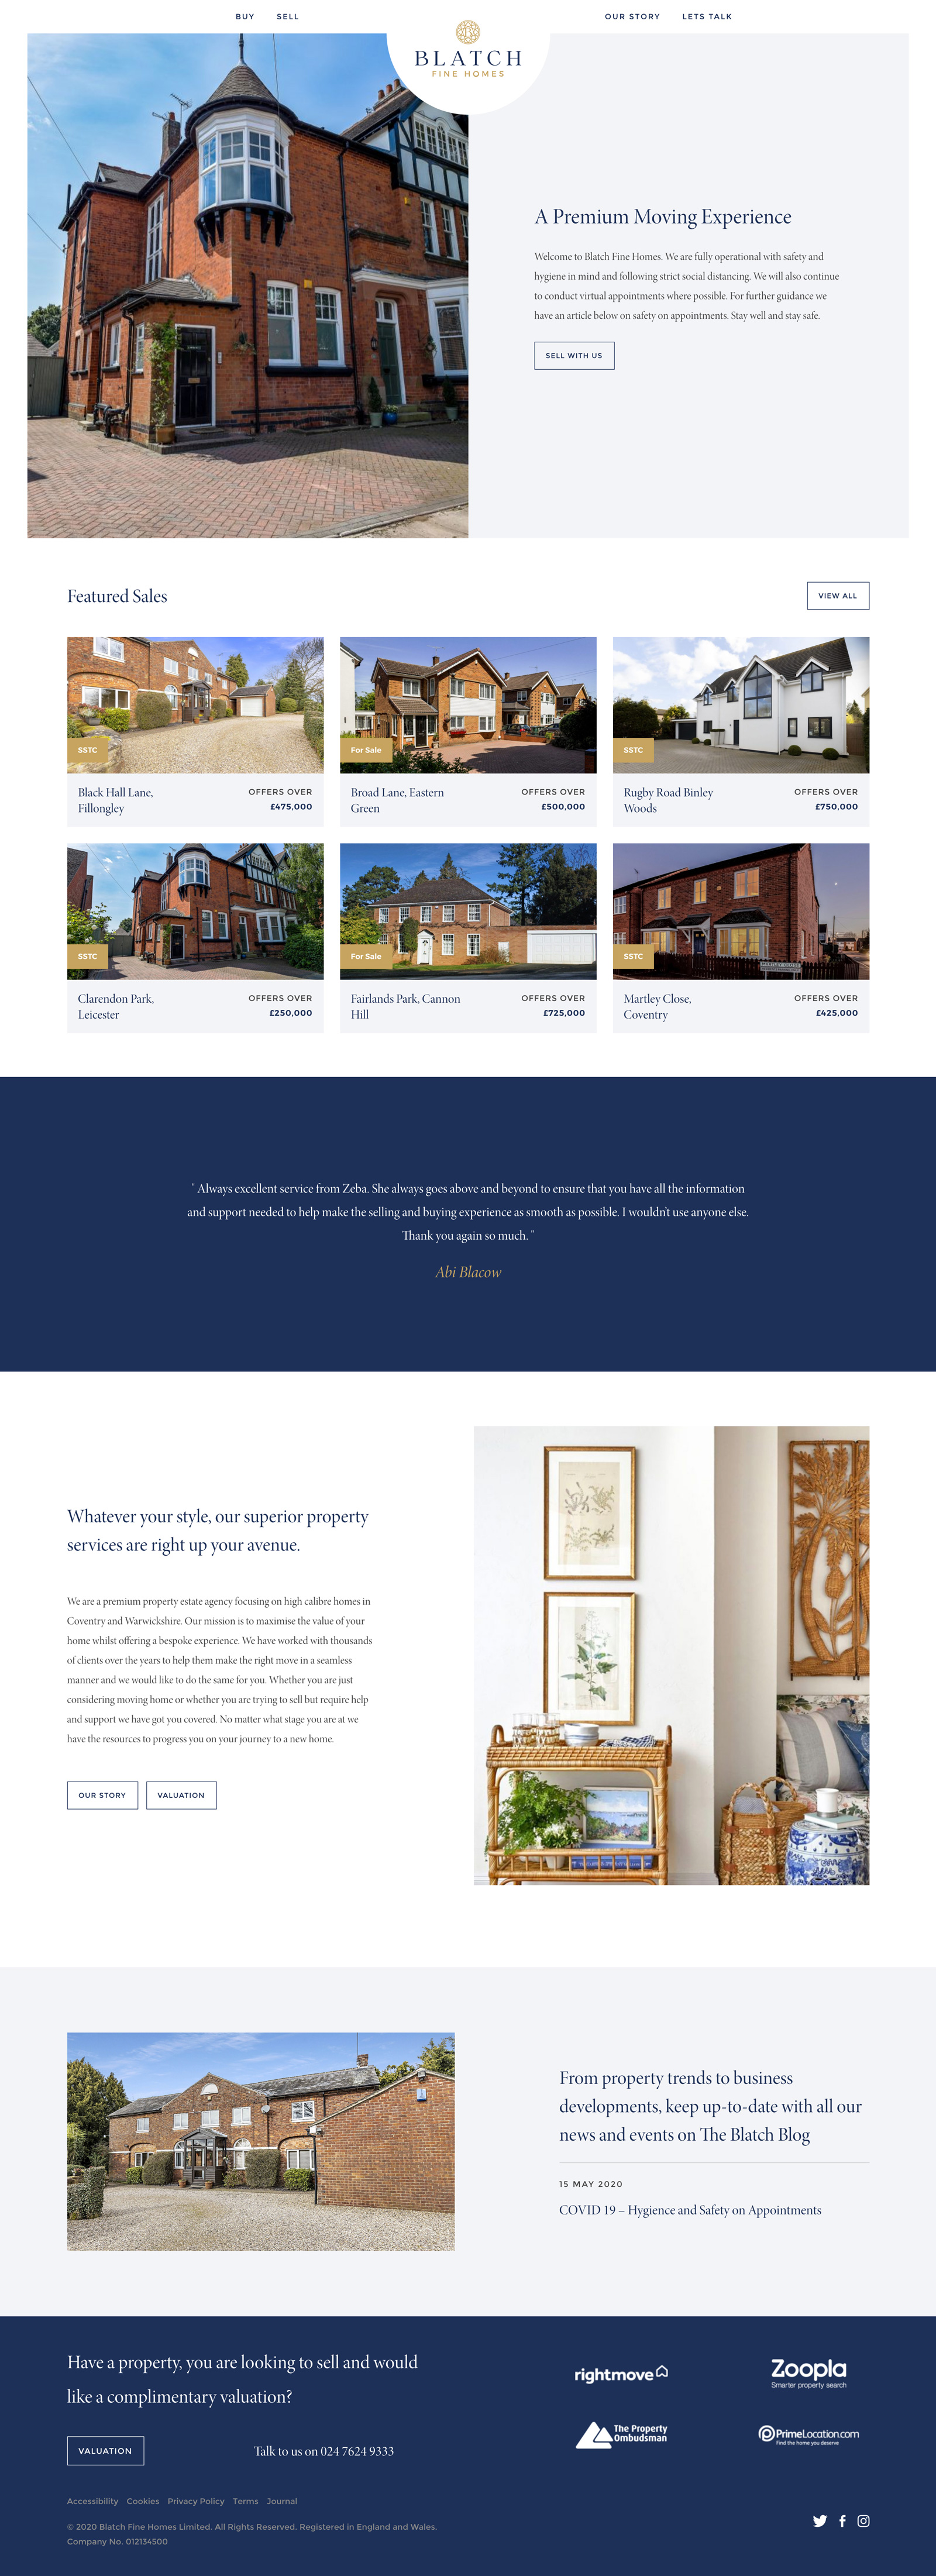 BUY SELL OUR STORY LETS TALK
BLATCH
FINE HOMES
A Premium Moving Experience
Welcome to Blatch Fine Homes. We are fully operational with safety and
hygiene in mind and following strict social distancing. We will also continue
to conduct virtual appointments where possible. For further guidance we
have an article below on safety on appointments. Stay well and stay safe.
SELL WITH US
Featured Sales
VIEW ALL
SSTC
Black Hall Lane,
Fillongley
OFFERS OVER
£475,000
For Sale
Broad Lane, Eastern
Green
OFFERS OVER
£500,000
SSTC
Rugby Road Binley
Woods
OFFERS OVER
£750,000
SSTC
Clarendon Park,
Leicester
OFFERS OVER
£250,000
For Sale
Fairlands Park, Cannon
Hill
OFFERS OVER
£725,000
SSTC
MARTLEY CLOSE
Martley Close,
Coventry
OFFERS OVER
£425,000
" Always excellent service from Zeba. She always goes above and beyond to ensure that you have all the information
and support needed to help make the selling and buying experience as smooth as possible. I wouldn't use anyone else.
Thank you again so much. "
Abi Blacow
Whatever your style, our superior property
services are right up your avenue.
We are a premium property estate agency focusing on high calibre homes in
Coventry and Warwickshire. Our mission is to maximise the value of your
home whilst offering a bespoke experience. We have worked with thousands
of clients over the years to help them make the right move in a seamless
manner and we would like to do the same for you. Whether you are just
considering moving home or whether you are trying to sell but require help
and support we have got you covered. No matter what stage you are at we
have the resources to progress you on your journey to a new home.
OUR STORY
VALUATION
From property trends to business
developments, keep up-to-date with all our
news and events on The Blatch Blog
15 MAY 2020
COVID 19 – Hygience and Safety on Appointments
Have a property, you are looking to sell and would
like a complimentary valuation?
VALUATION
Talk to us on 024 7624 9333
rightmove
Zoopla
Smarter property search
The Property
Ombudsman
PrimeLocation.com
Find the home you deserve
Accessibility Cookies Privacy Policy Terms Journal
© 2020 Blatch Fine Homes Limited. All Rights Reserved. Registered in England and Wales.
Company No. 012134500